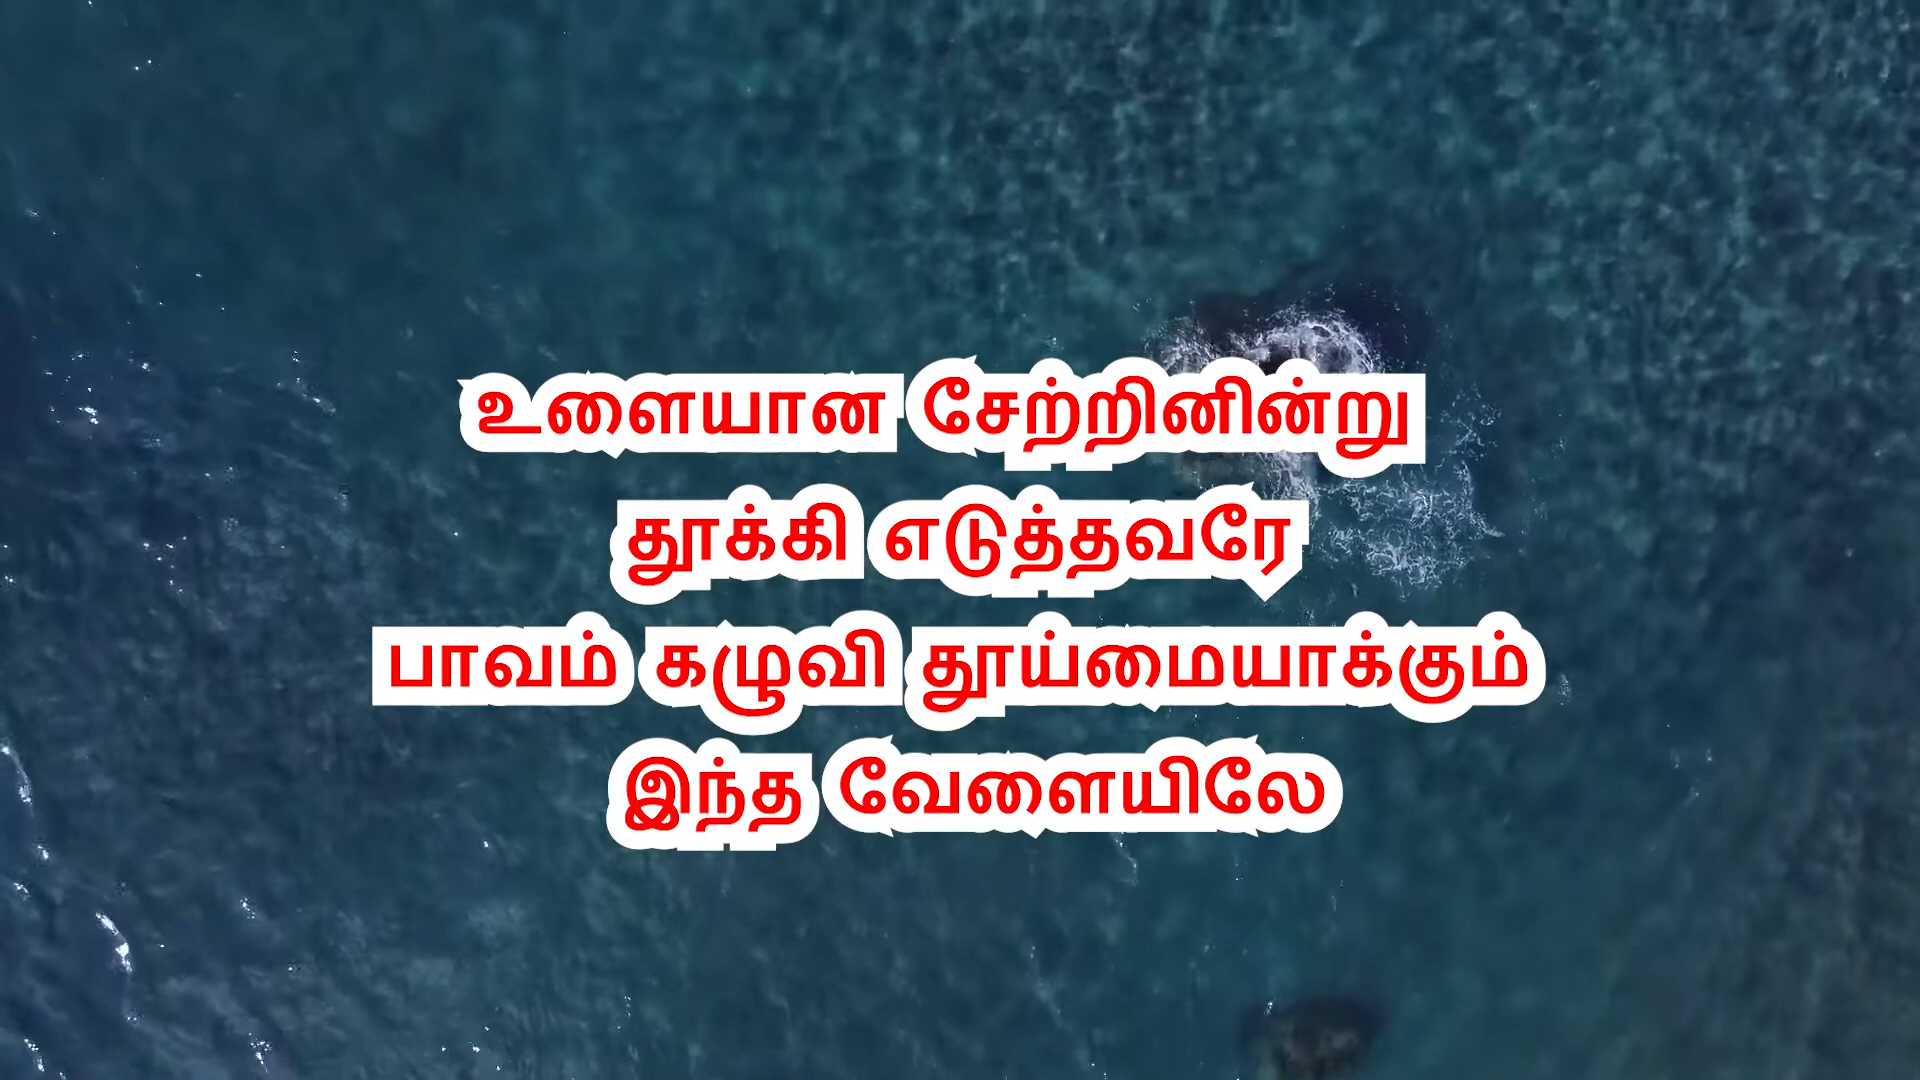 உளையான சேற்றினின்று
தூக்கி எடுத்தவரே
பாவம் கழுவி தூய்மையாக்கும்
இந்த வேளையிலே